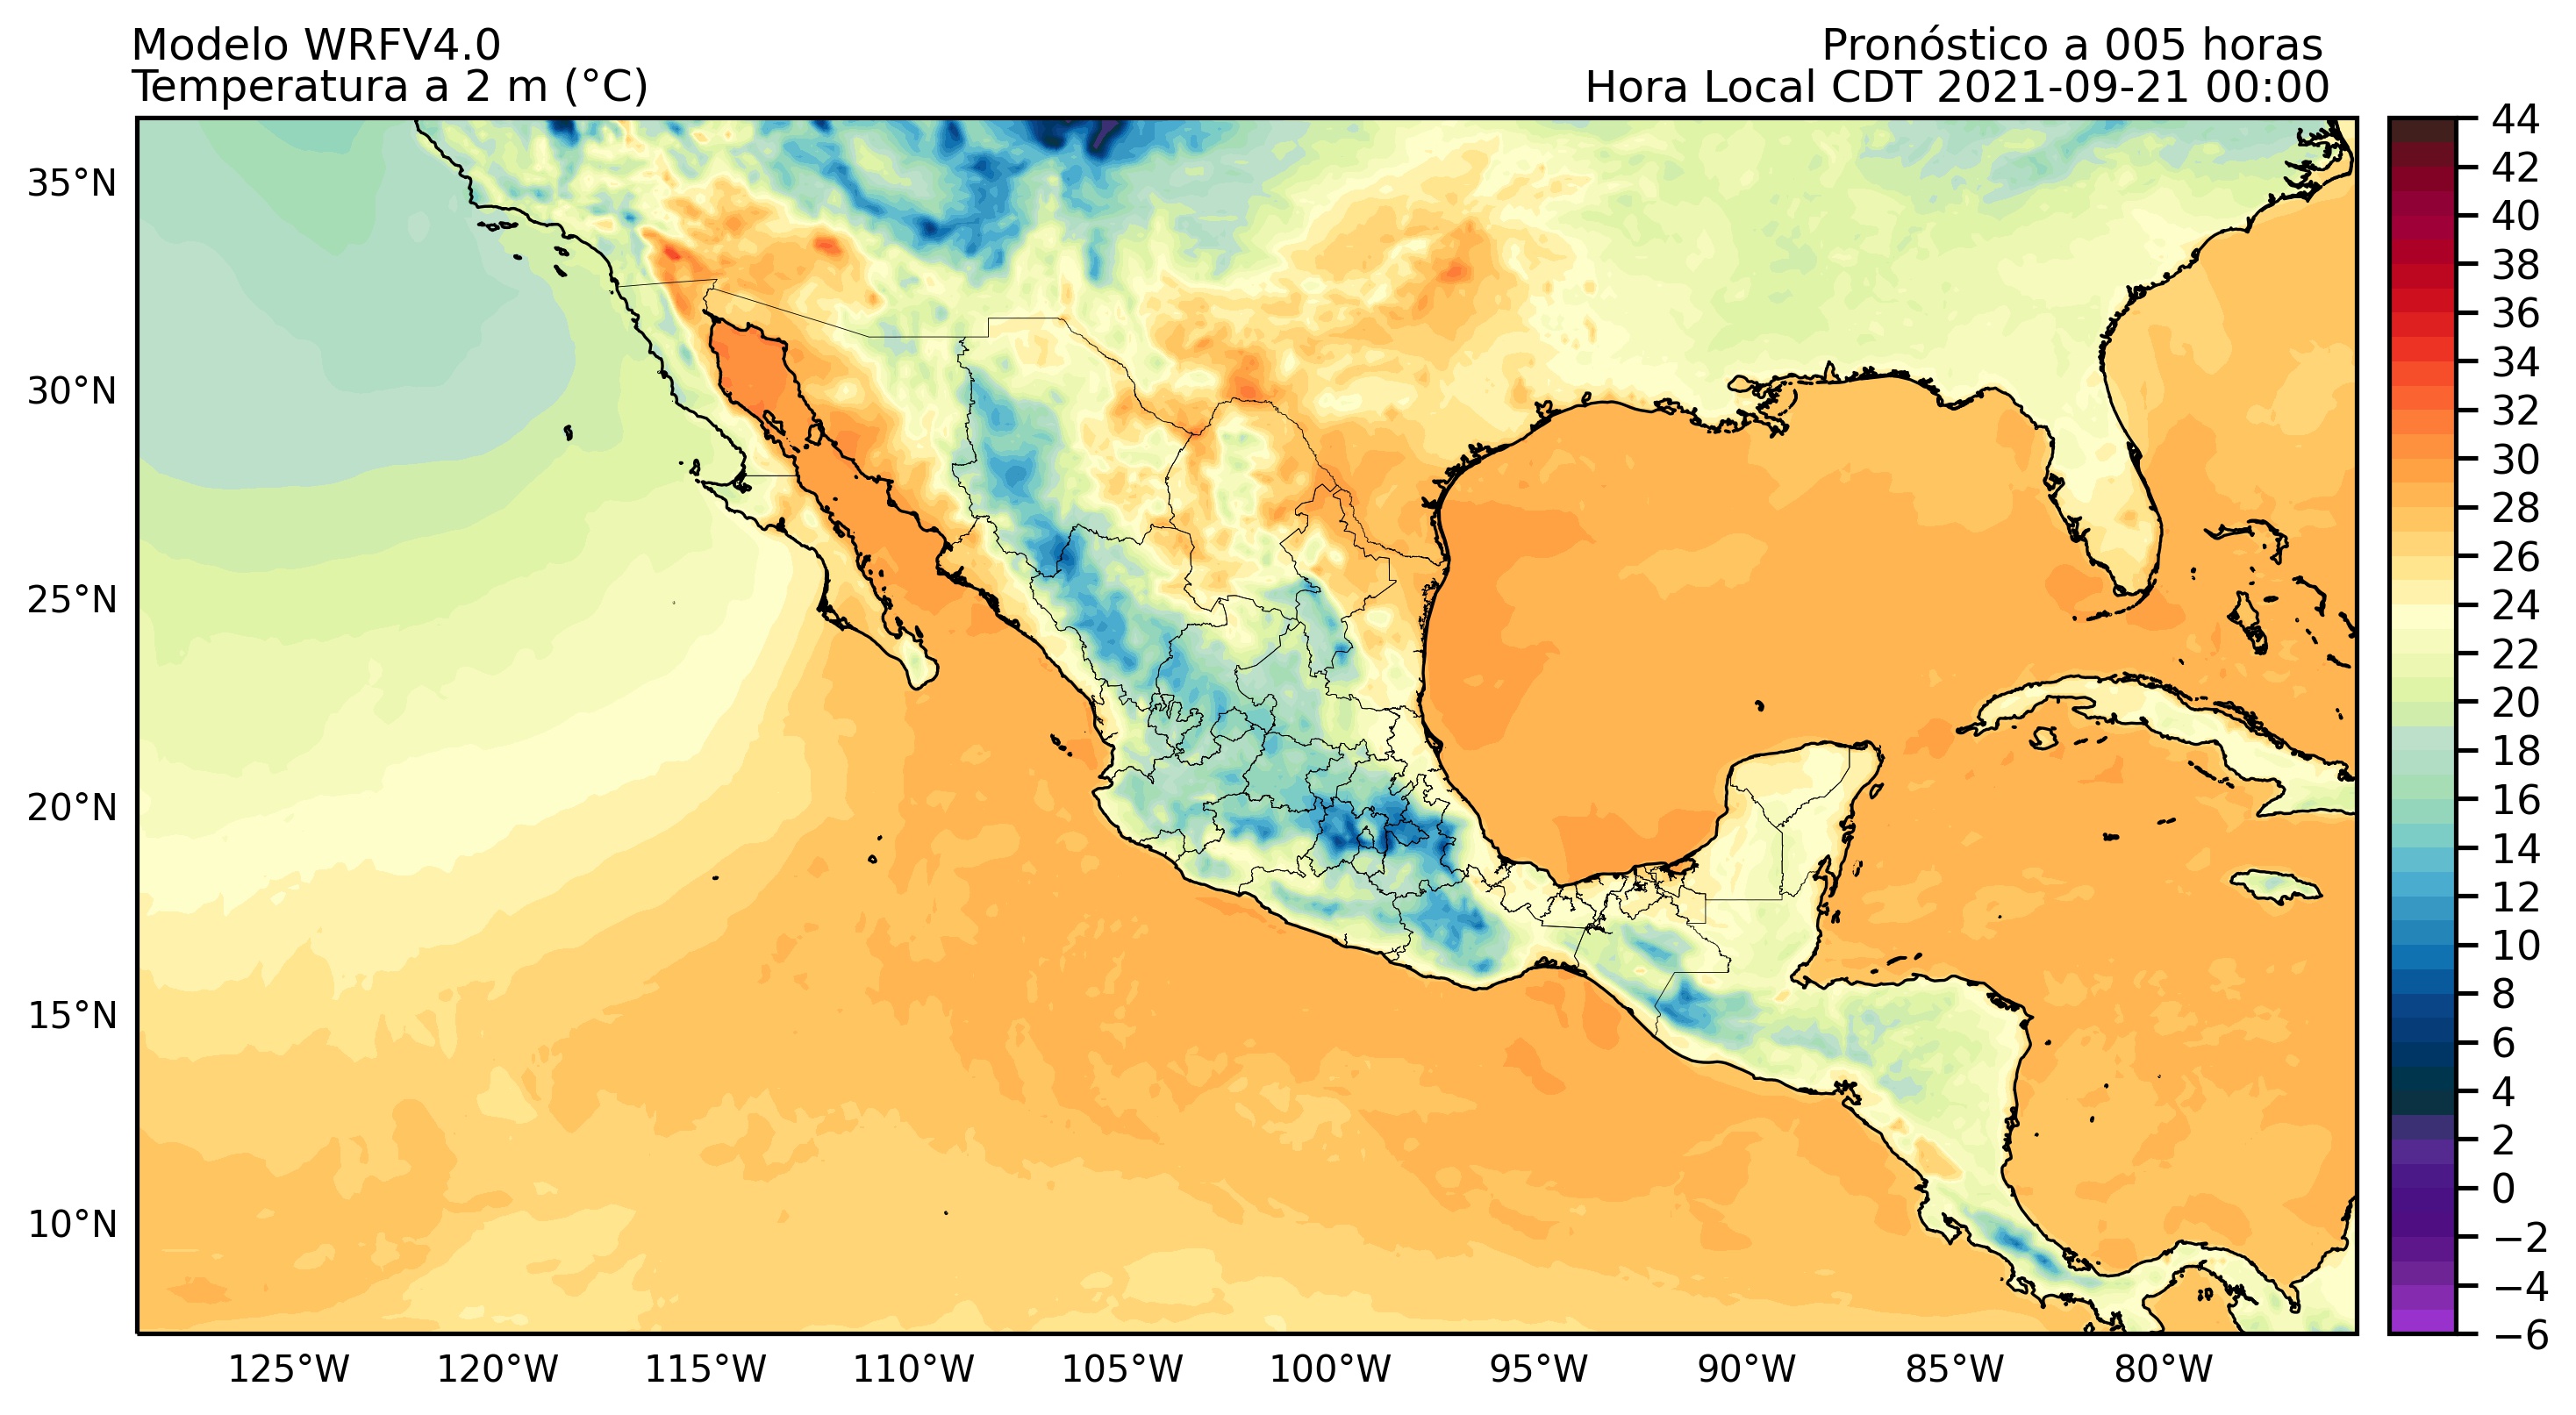 Modelo WRFV4.0
Temperatura a 2 m (°C)
Pronóstico a 005 horas
Hora Local CDT 2021-09-21 00:00
35°N
30°N
25°N
20°N
15°N
10°N
125°W
120°W
115°W
110°W
105°W
100°W
95°W
90°W
85°W
80°W
44
42
40
38
36
34
32
30
28
26
24
22
20
18
16
14
12
10
8
6
4
2
0
−2
−4
−6